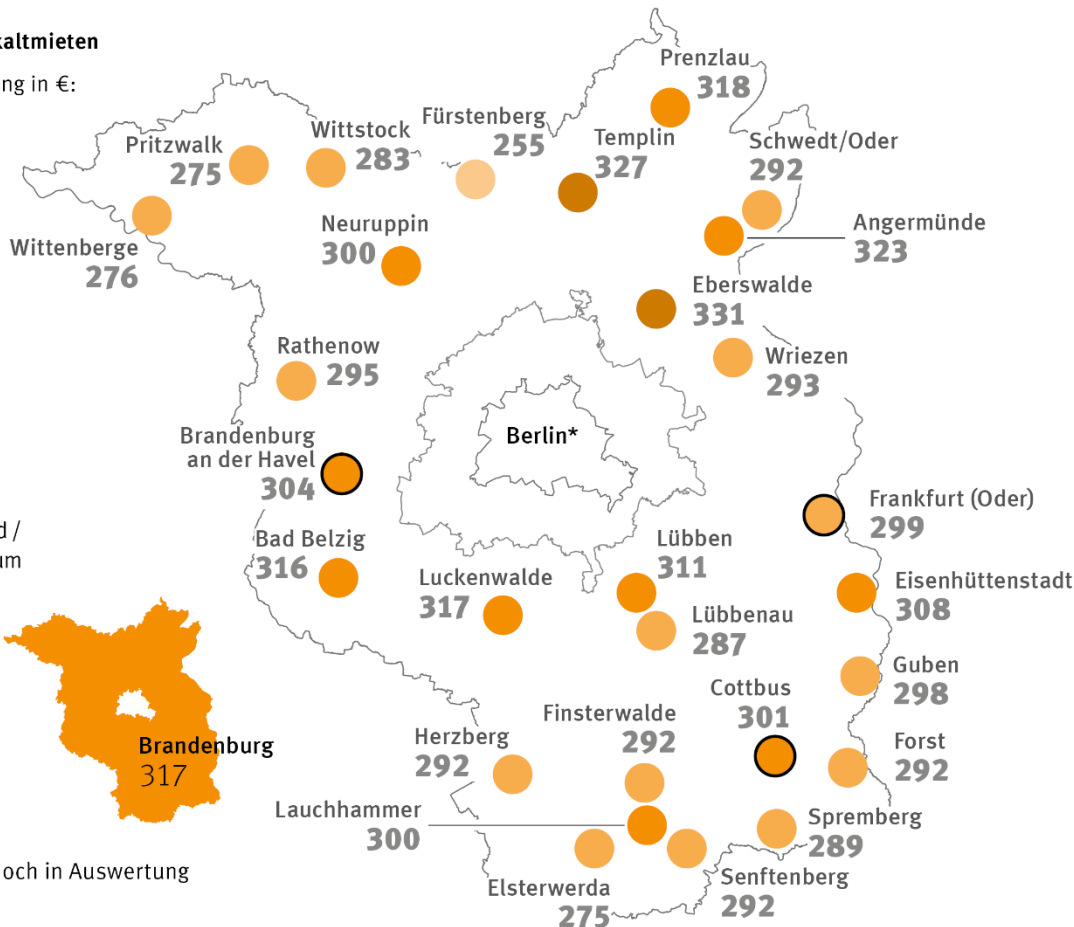 kaltmieten
ng in €:
Prenzlau
318
Fürstenberg
255
Templin
327
Schwedt/Oder
292
Wittstock
283
Pritzwalk
275
Neuruppin
300
Angermünde
323
Wittenberge
276
Eberswalde
331
Rathenow
295
Wriezen
293
Berlin*
Brandenburg
an der Havel
304
Frankfurt (Oder)
299
d /
um
Bad Belzig
316
Lübben
311
Luckenwalde
317
Eisenhüttenstadt
308
Lübbenau
287
Guben
298
Cottbus
301
Finsterwalde
292
Herzberg
292
Forst
292
Brandenburg
317
Lauchhammer
300
Spremberg
289
och in Auswertung
Elsterwerda
275
Senftenberg
292